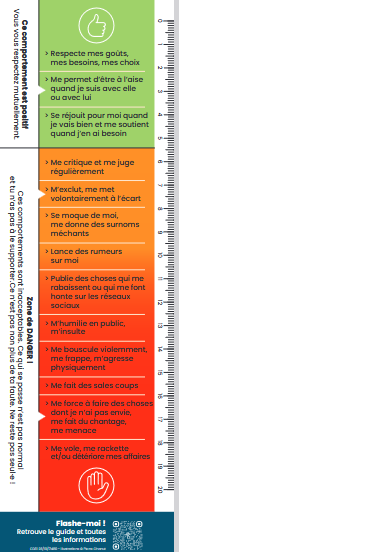 Ce comportement est positif
Vous vous respectez mutuellement.
> Respecte mes goûts,
mes besoins, mes choix
> Me permet d'être à l'aise
quand je suis avec elle
ou avec lui
> Se réjouit pour moi quand
je vais bien et me soutient
quand j'en ai besoin
Zone de DANGER !
Ces comportements sont inacceptables. Ce qui se passe n'est pas normal
et tu n'as pas à le supporter. Ce n'est pas non plus de ta faute. Ne reste pas seul·e !
> Me critique et me juge
régulièrement
> M'exclut, me met
volontairement à l'écart
> Se moque de moi,
me donne des surnoms
méchants
> Lance des rumeurs
sur moi
> Publie des choses qui me
rabaissent ou qui me font
honte sur les réseaux
sociaux
> M'humilie en public,
m'insulte
> Me bouscule violemment,
me frappe, m'agresse
physiquement
> Me fait des sales coups
> Me force à faire des choses
dont je n'ai pas envie,
me fait du chantage,
me menace
> Me vole, me rackette
et/ou détériore mes affaires
0
1
2
3
4
5
6
7
8
9
10
11
12
13
14
15
16
17
18
19
20
Flashe-moi !
Retrouve le guide et toutes
les informations